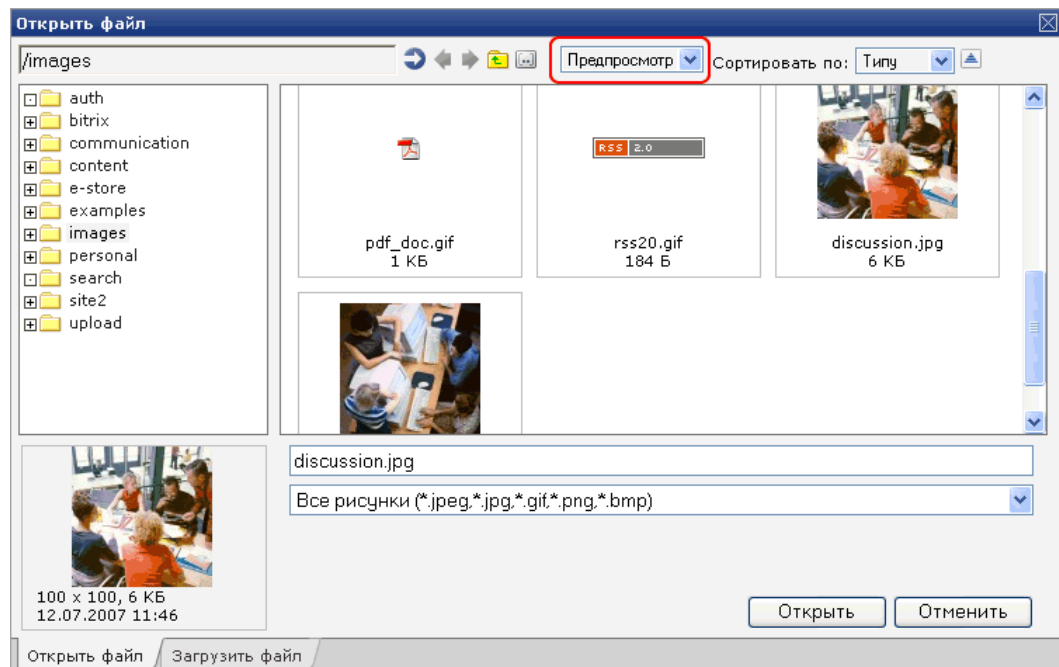 Открыть файл
/images
Предпросмотр
Сортировать по: Типу
auth
bitrix
communication
content
e-store
examples
images
personal
search
site2
upload
RSS 2.0
pdf_doc.gif
1 КБ
rss20.gif
184 Б
discussion.jpg
6 КБ
discussion.jpg
Все рисунки (*.jpeg,*.jpg,*.gif,*.png,*.bmp)
100 x 100, 6 КБ
12.07.2007 11:46
Открыть
Отменить
Открыть файл
Загрузить файл